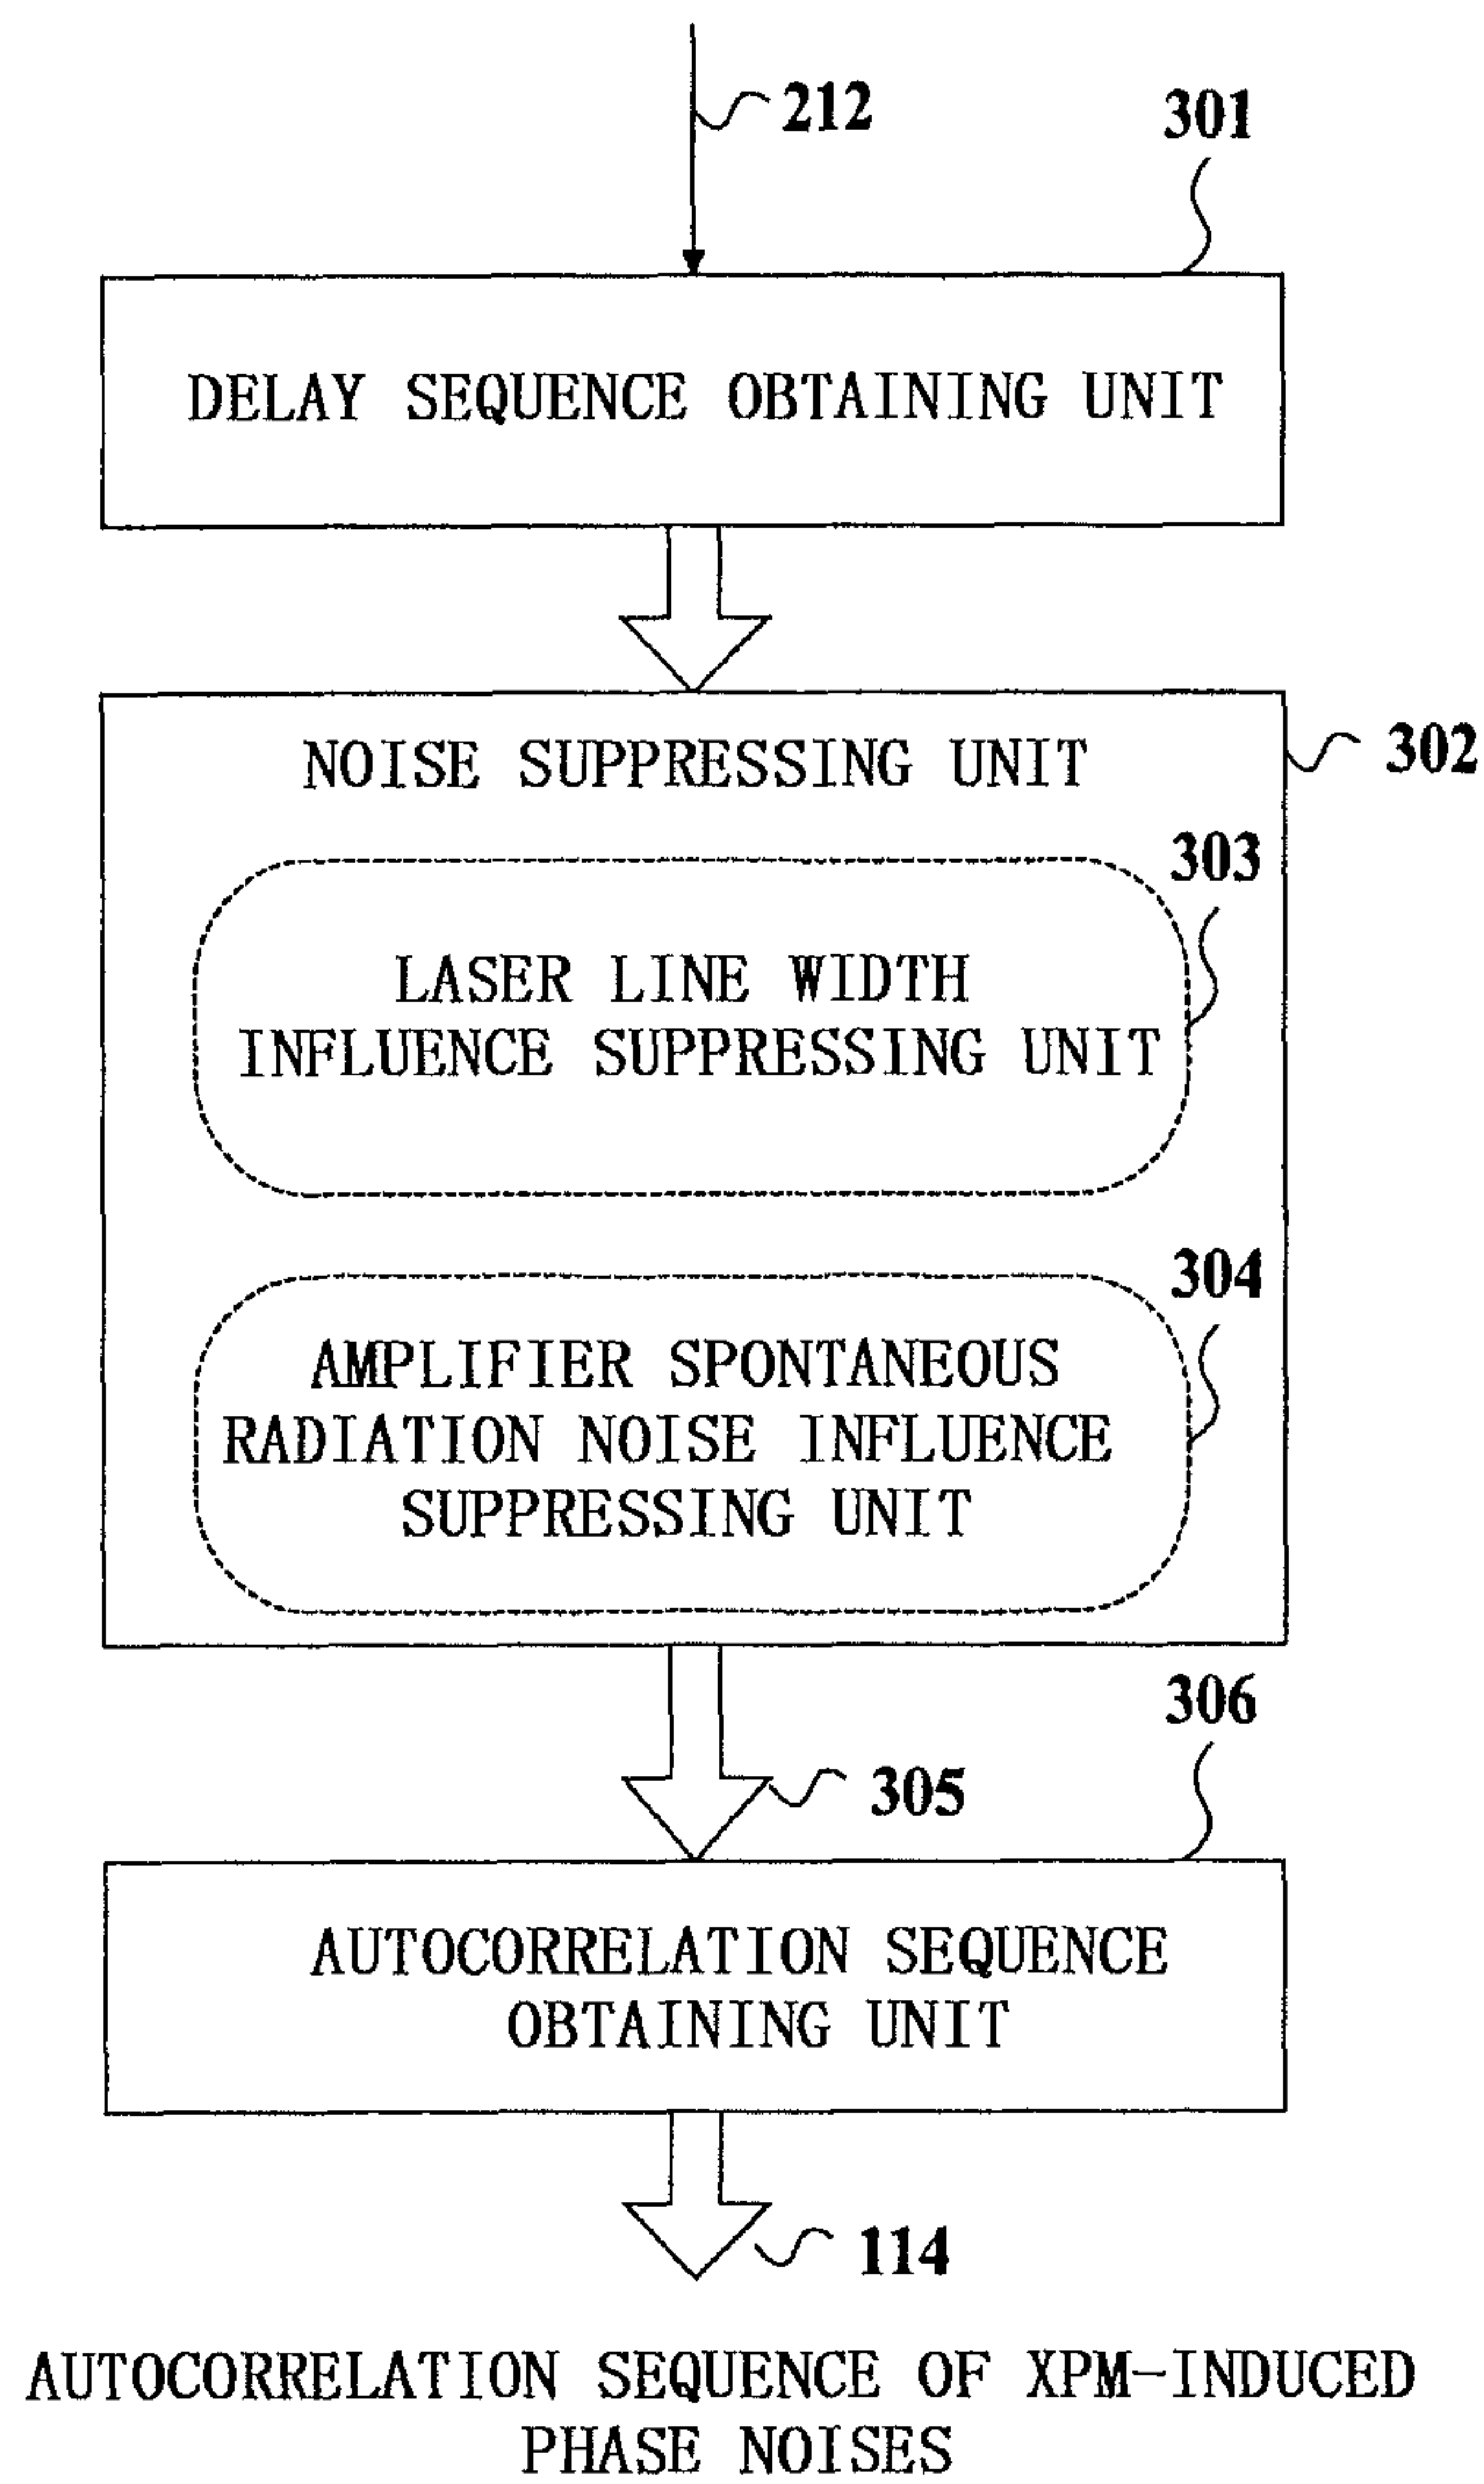 212
301
DELAY SEQUENCE OBTAINING UNIT
NOISE SUPPRESSING UNIT
302
303
LASER LINE WIDTH
INFLUENCE SUPPRESSING UNIT
304
AMPLIFIER SPONTANEOUS
RADIATION NOISE INFLUENCE
SUPPRESSING UNIT
306
305
AUTOCORRELATION SEQUENCE
OBTAINING UNIT
114
AUTOCORRELATION SEQUENCE OF XPM-INDUCED
PHASE NOISES